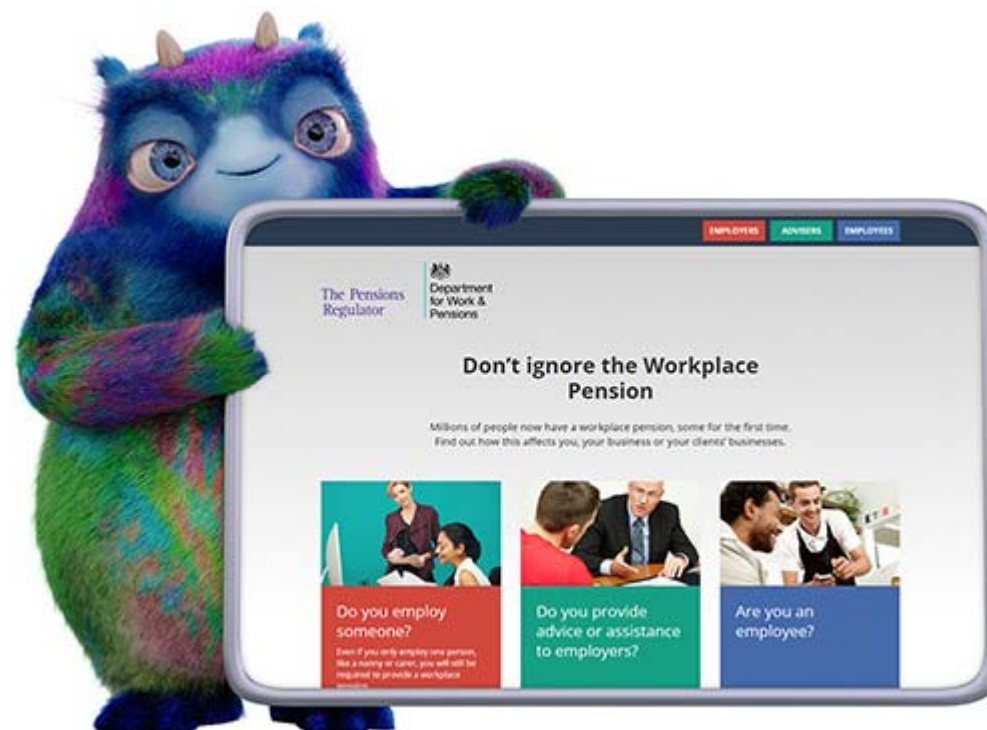 EMPLOYERS ADVISERS EMPLOYEES
The Pensions
Regulator
Department
for Work &
Pensions
Don't ignore the Workplace
Pension
Millions of people now have a workplace pension, some for the first time.
Find out how this affects you, your business or your clients' businesses.
Do you employ
someone?
Even if you only employ one person,
like a nanny or carer, you will still be
required to provide a workplace
Do you provide
advice or assistance
to employers?
Are you an
employee?